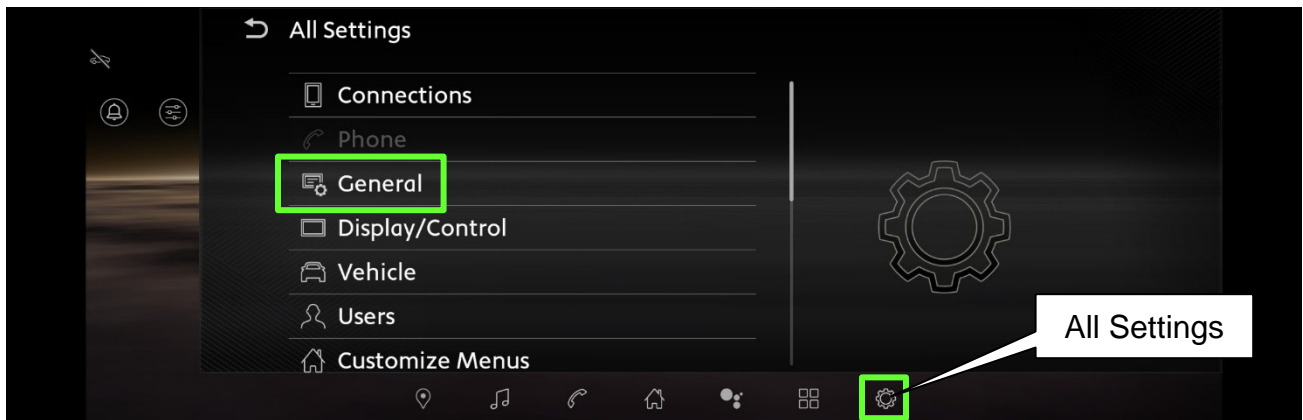 All Settings
Connections
Phone
General
Display/Control
Vehicle
Users
Customize Menus
All Settings